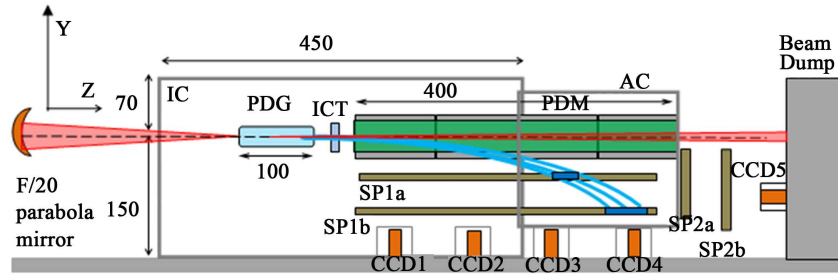 Y
450
Beam
Dump
70
IC
AC
Z
PDG
ICT
400
PDM
100
CCD5
F/20
parabola
mirror
150
SP1a
SP1b
SP2a
SP2b
CCD1
CCD2
CCD3
CCD4